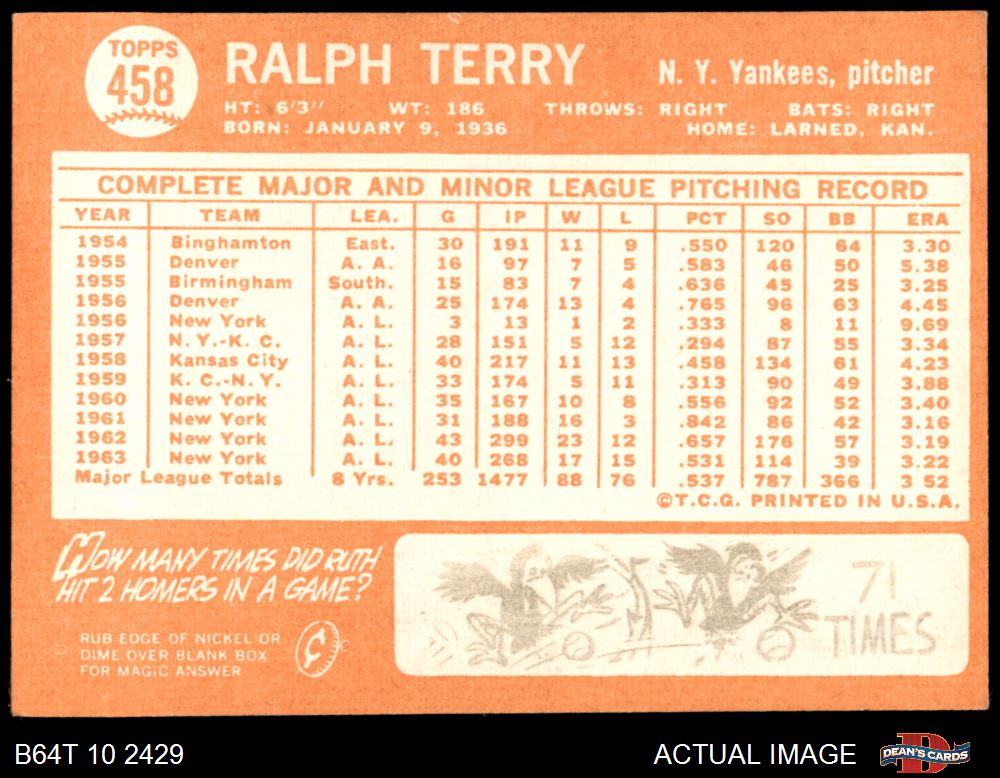 TOPPS
458
RALPH TERRY
N. Y. Yankees, pitcher
HT: 6'3" WT: 186 THROWS: RIGHT BATS: RIGHT
BORN: JANUARY 9, 1936 HOME: LARNED, KAN.
COMPLETE MAJOR AND MINOR LEAGUE PITCHING RECORD
YEAR TEAM LEA. G IP W L PCT SO BB ERA
1954 Binghamton East. 30 191 11 9 .550 120 64 3.30
1955 Denver A. A. 16 97 7 5 .583 46 50 5.38
1955 Birmingham South. 15 83 7 4 .636 45 25 3.25
1956 Denver A. A. 25 174 13 4 .765 96 63 4.45
1956 New York A. L. 3 13 1 2 .333 8 11 9.69
1957 N. Y.-K. C. A. L. 28 151 5 12 .294 87 55 3.34
1958 Kansas City A. L. 40 217 11 13 .458 134 61 4.23
1959 K. C.-N. Y. A. L. 33 174 5 11 .313 90 49 3.88
1960 New York A. L. 35 167 10 8 .556 92 52 3.40
1961 New York A. L. 31 188 16 3 .842 86 42 3.16
1962 New York A. L. 43 299 23 12 .657 176 57 3.19
1963 New York A. L. 40 268 17 15 .531 114 39 3.22
Major League Totals 8 Yrs. 253 1477 88 76 .537 787 366 3 52
©T.C.G. PRINTED IN U.S.A.
HOW MANY TIMES DID RUTH
HIT 2 HOMERS IN A GAME?
RUB EDGE OF NICKEL OR
DIME OVER BLANK BOX
FOR MAGIC ANSWER
¢
71
TIMES
B64T 10 2429
ACTUAL IMAGE
D
DEAN'S CARDS